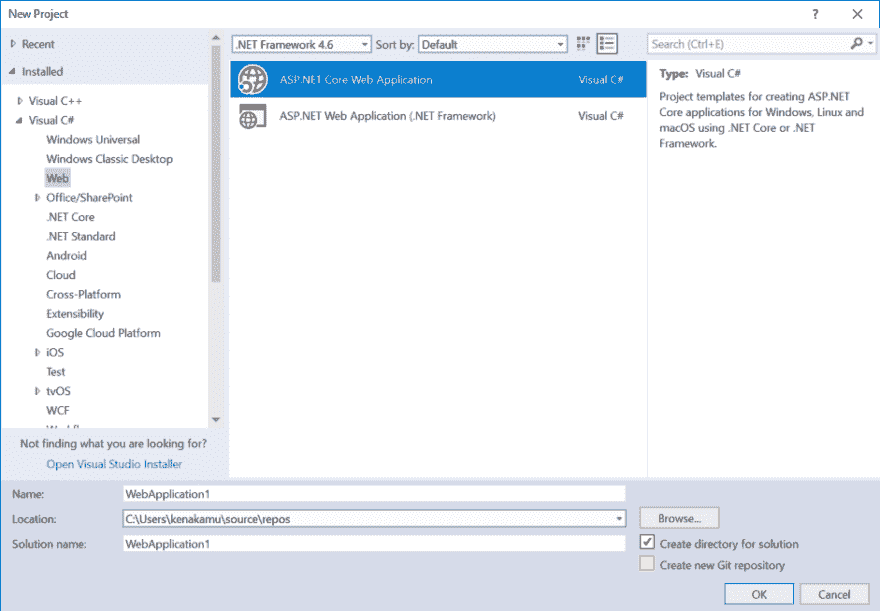 New Project
?
Recent
Installed
Visual C++
Visual C#
Windows Universal
Windows Classic Desktop
Web
Office/SharePoint
.NET Core
.NET Standard
Android
Cloud
Cross-Platform
Extensibility
Google Cloud Platform
iOS
Test
tvOS
WCF
Not finding what you are looking for?
Open Visual Studio Installer
.NET Framework 4.6 Sort by: Default
ASP.NET Core Web Application Visual C#
ASP.NET Web Application (.NET Framework) Visual C#
Search (Ctrl+E)
Type: Visual C#
Project templates for creating ASP.NET
Core applications for Windows, Linux and
macOS using .NET Core or .NET
Framework.
Name: WebApplication1
Location: C:\Users\kenakamu\source\repos
Browse...
Solution name: WebApplication1
Create directory for solution
Create new Git repository
OK Cancel